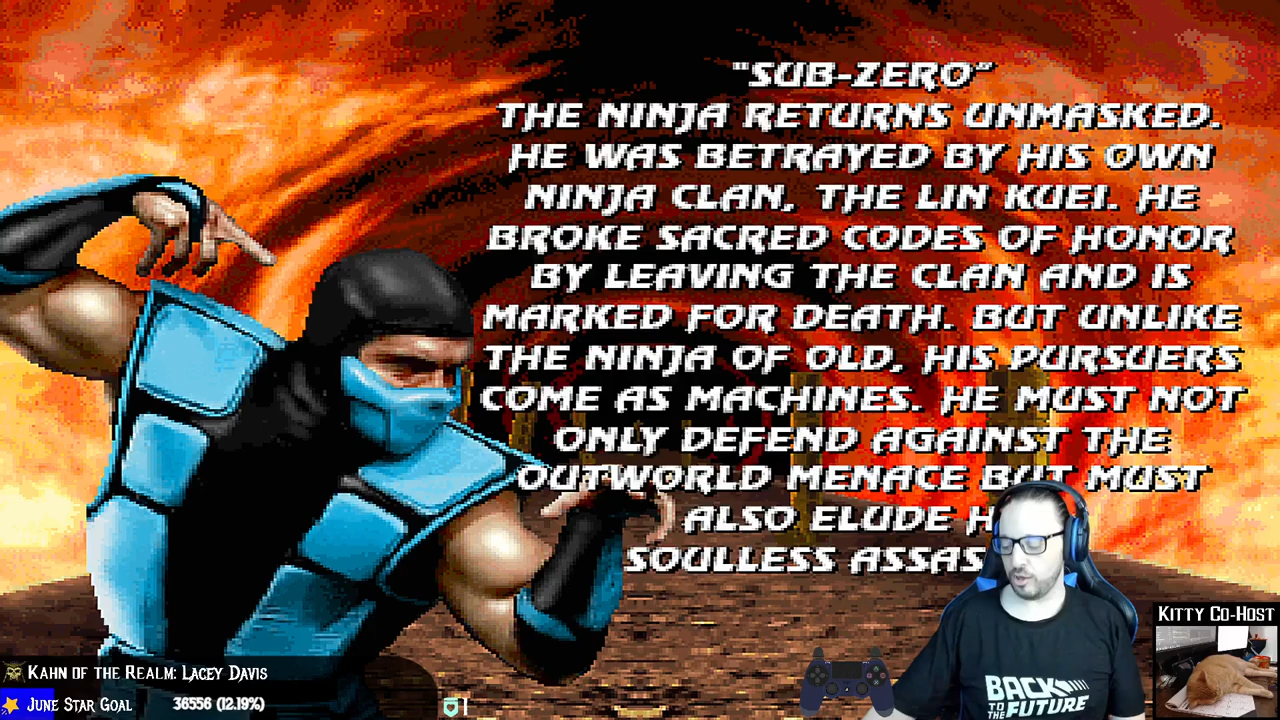 "SUB-ZERO"
THE NINJA RETURNS UNMASKED.
HE WAS BETRAYED BY HIS OWN
NINJA CLAN, THE LIN KUEI. HE
BROKE SACRED CODES OF HONOR
BY LEAVING THE CLAN AND IS
MARKED FOR DEATH. BUT UNLIKE
THE NINJA OF OLD, HIS PURSUERS
COME AS MACHINES. HE MUST NOT
ONLY DEFEND AGAINST THE
OUTWORLD MENACE BUT MUST
ALSO ELUDE H
SOULLESS ASSAS
KITTY CO-HOST
KAHN OF THE REALM: LACEY DAVIS
JUNE STAR GOAL 36556 (12.19%)
1
BACK
TO THE FUTURE